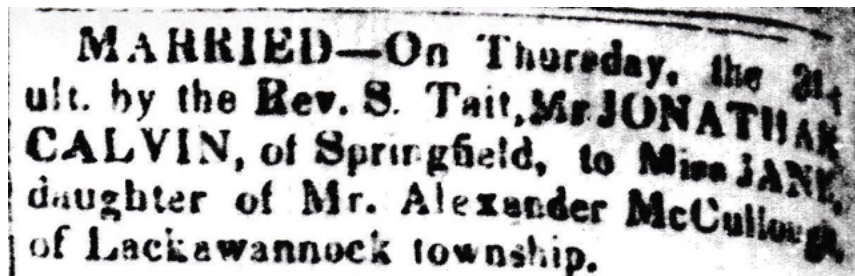 MARRIED—On Thursday, the 31st
ult. by the Rev. S. Tait, Mr JONATHAN
CALVIN, of Springfield, to Miss JANE,
daughter of Mr. Alexander McCullough,
of Lackawannock township.